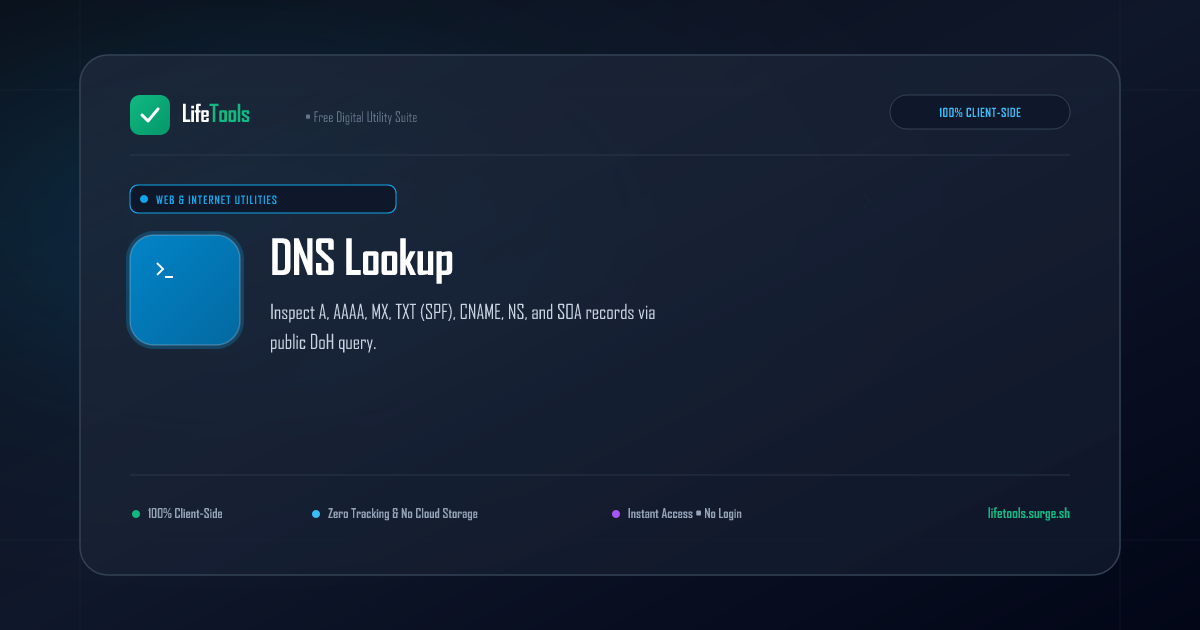 LifeTools
▪ Free Digital Utility Suite
100% CLIENT-SIDE
WEB & INTERNET UTILITIES
>_
DNS Lookup
Inspect A, AAAA, MX, TXT (SPF), CNAME, NS, and SOA records via
public DoH query.
100% Client-Side
Zero Tracking & No Cloud Storage
Instant Access ▪ No Login
lifetools.surge.sh